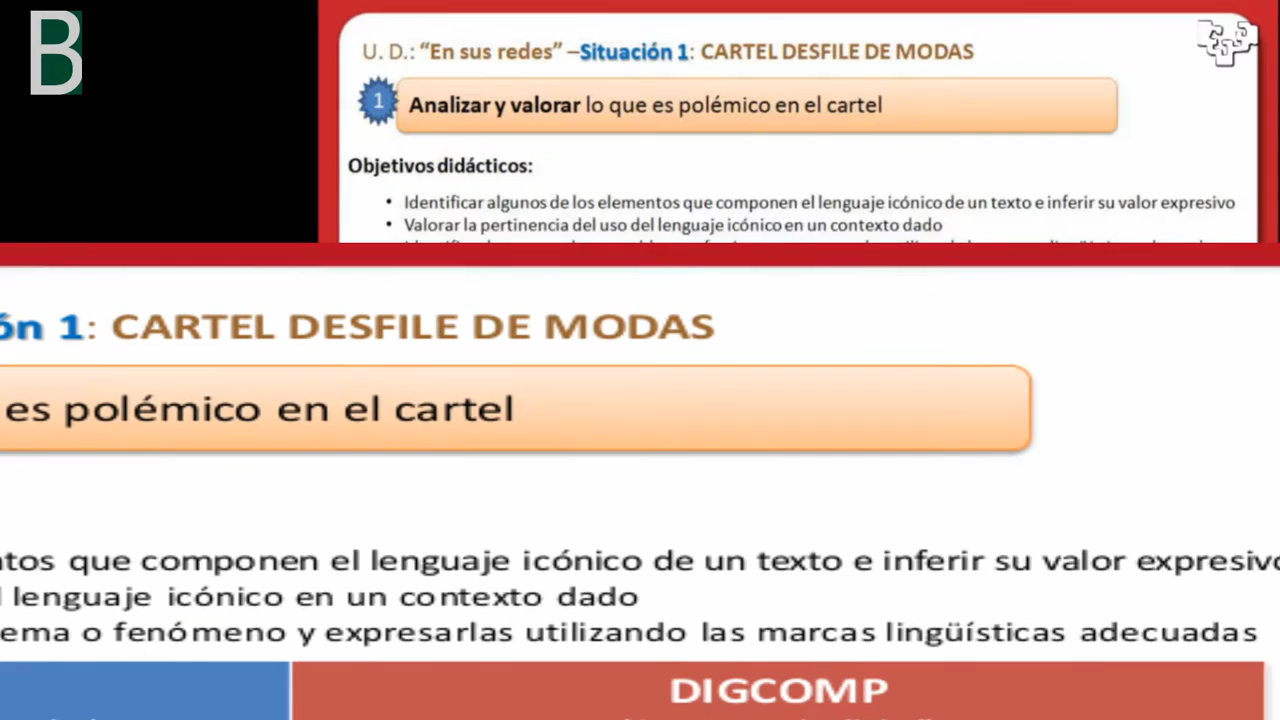 B
U. D.: “En sus redes” –Situación 1: CARTEL DESFILE DE MODAS
1
Analizar y valorar lo que es polémico en el cartel
Objetivos didácticos:
• Identificar algunos de los elementos que componen el lenguaje icónico de un texto e inferir su valor expresivo
• Valorar la pertinencia del uso del lenguaje icónico en un contexto dado
ón 1: CARTEL DESFILE DE MODAS
es polémico en el cartel
ntos que componen el lenguaje icónico de un texto e inferir su valor expresivo
l lenguaje icónico en un contexto dado
ema o fenómeno y expresarlas utilizando las marcas lingüísticas adecuadas
DIGCOMP